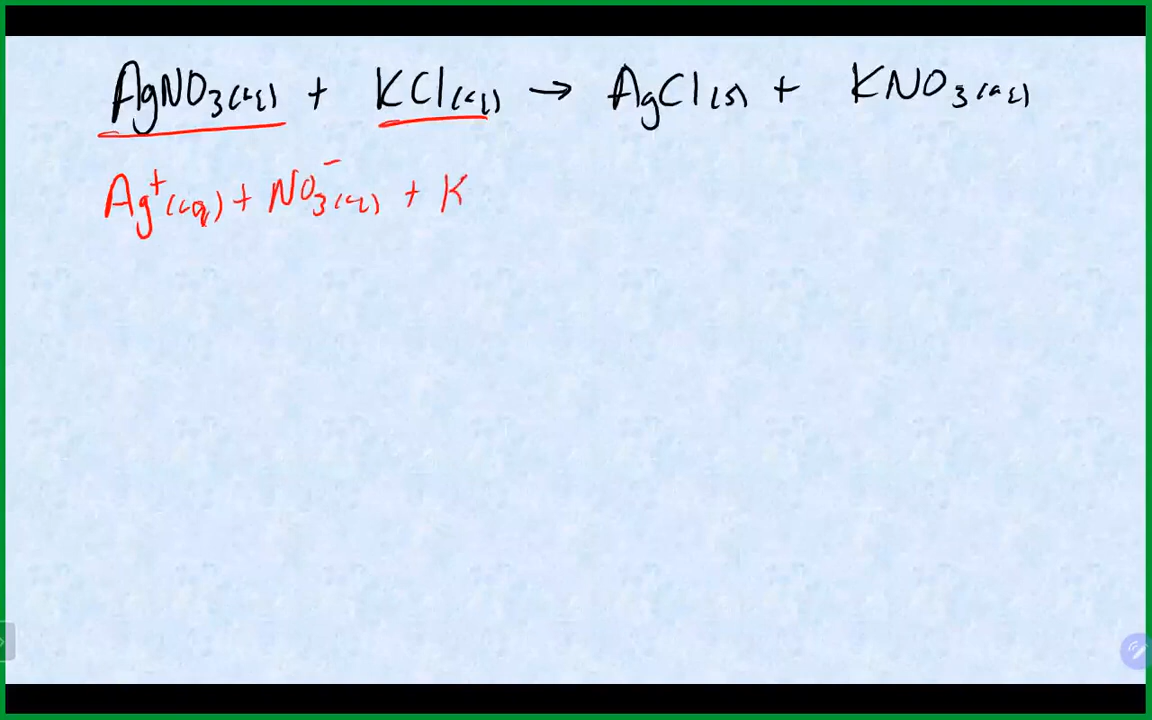 AgNO₃(aq) + KCl(aq) → AgCl(s) + KNO₃(aq)
Ag⁺(aq) + NO₃⁻(aq) + K